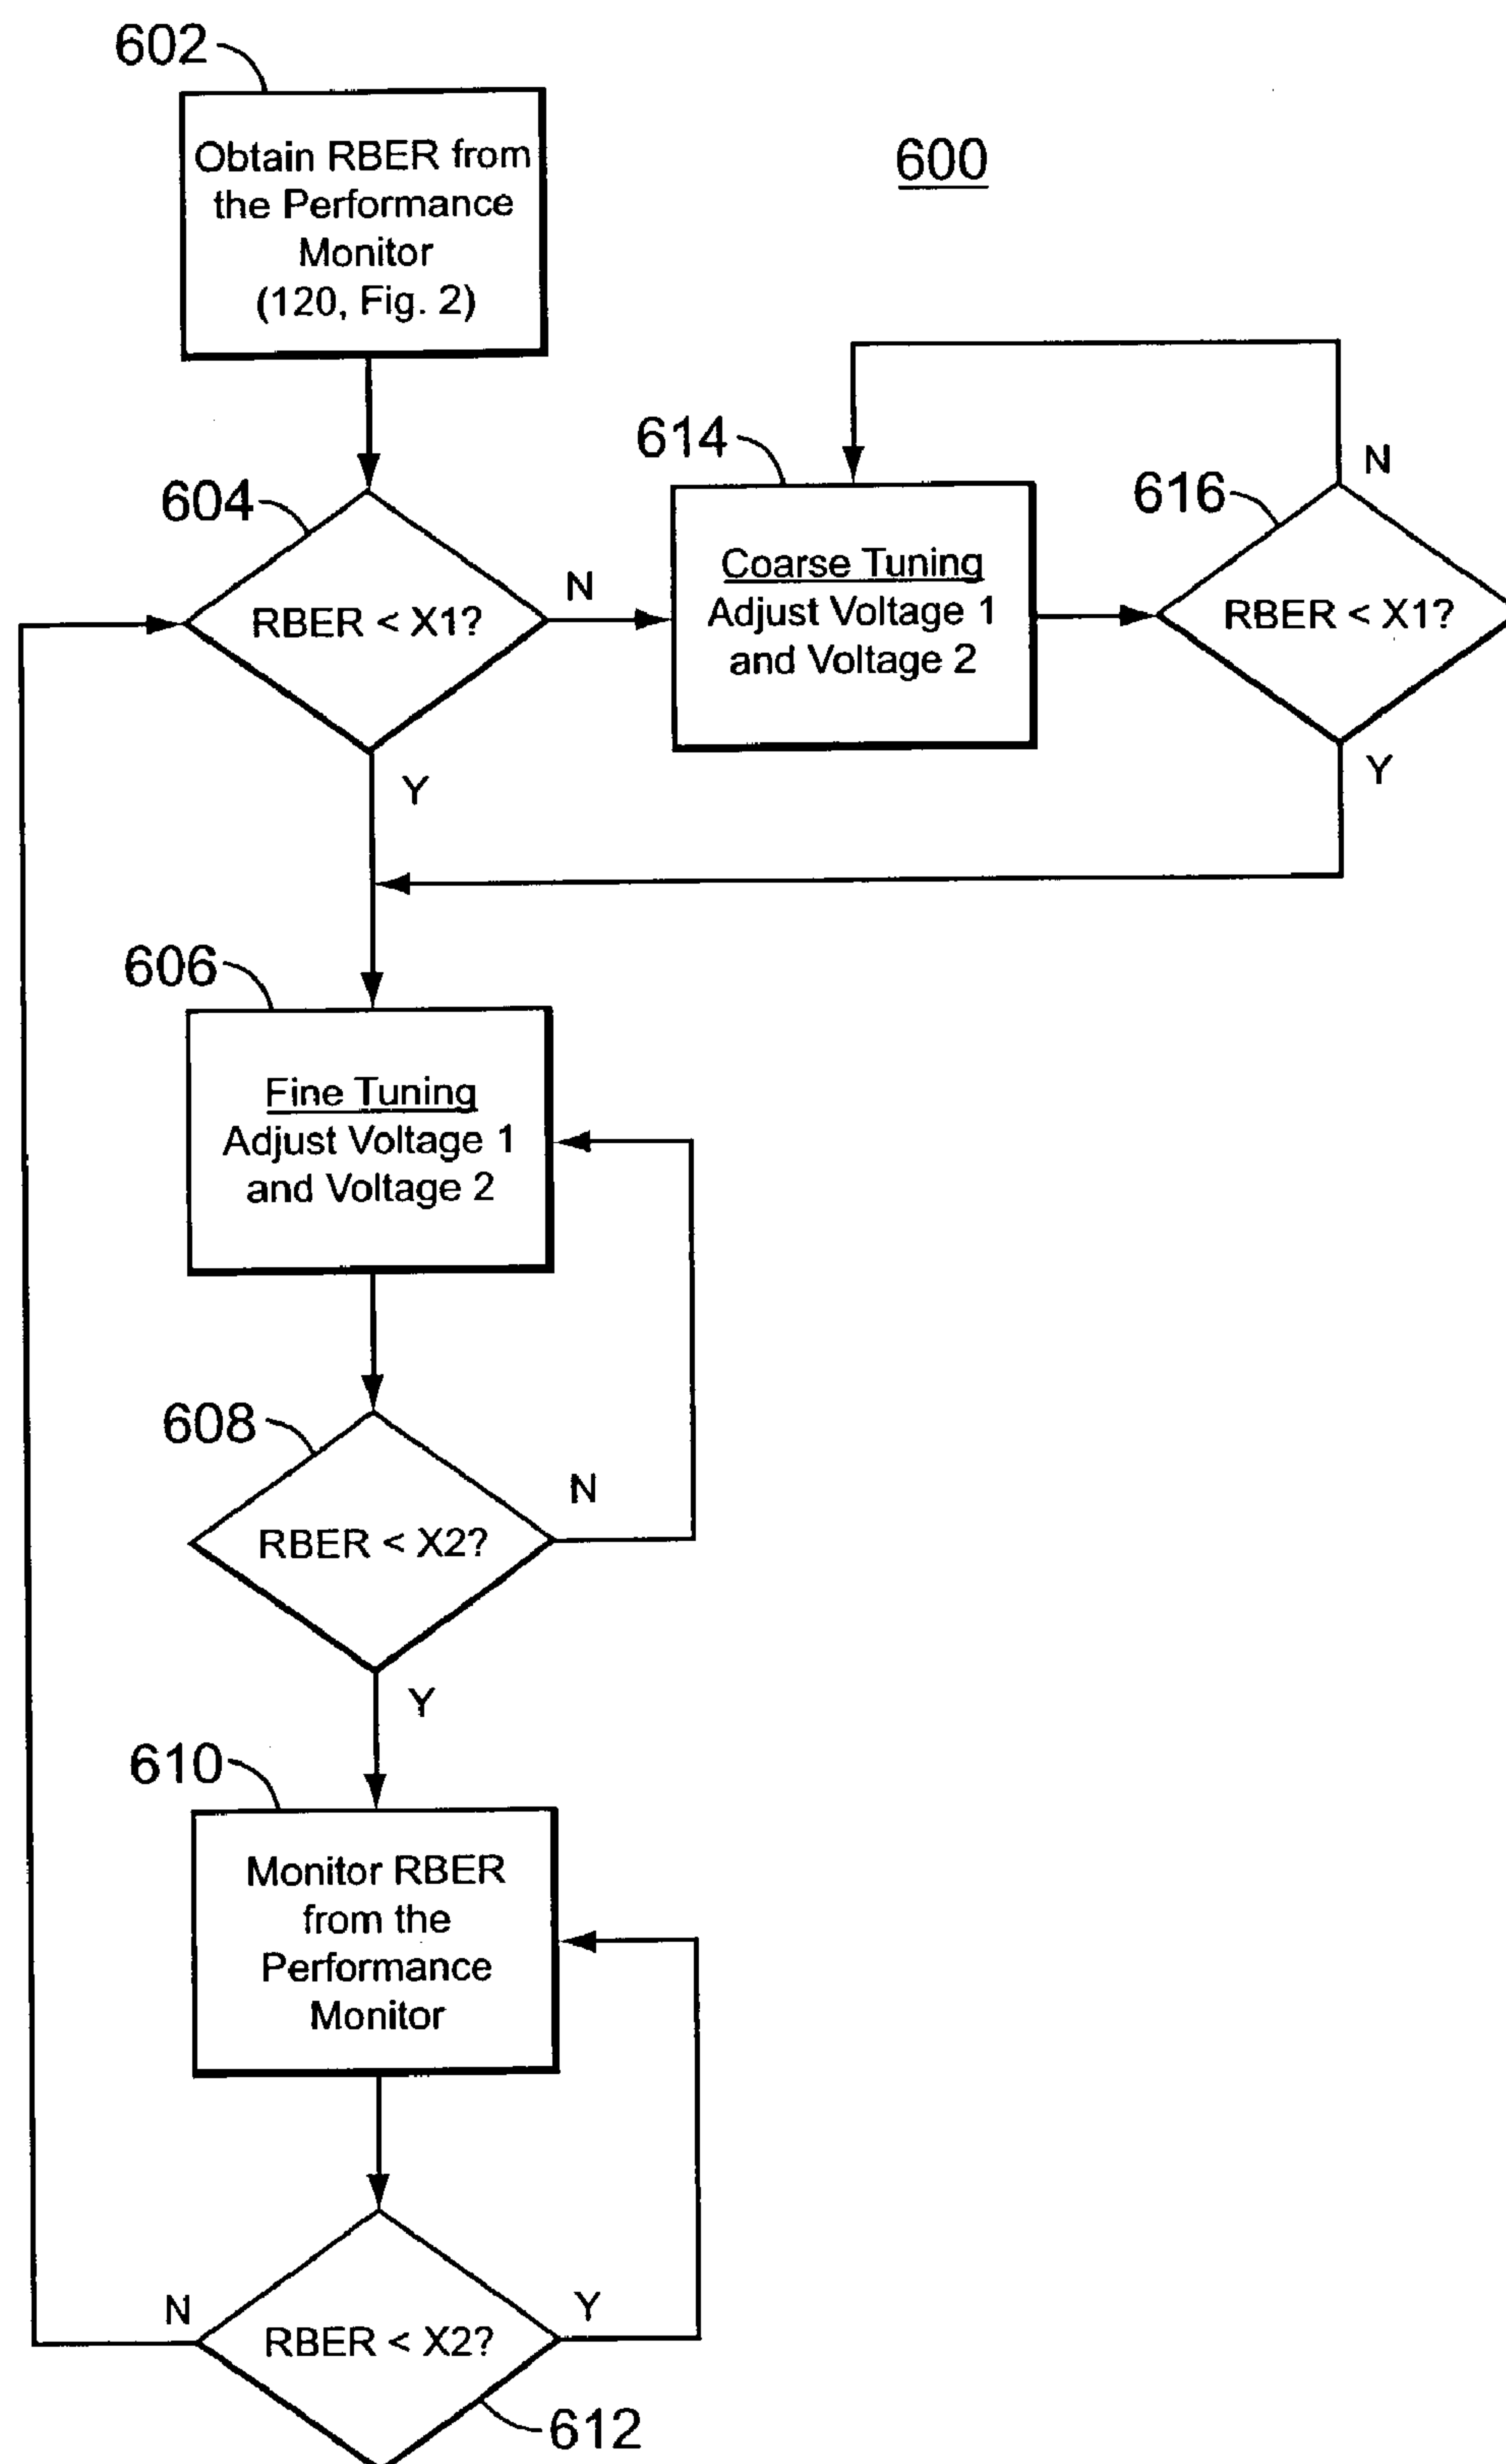 602
Obtain RBER from
the Performance
Monitor
(120, Fig. 2)
600
604
RBER < X1?
N
Y
614
Coarse Tuning
Adjust Voltage 1
and Voltage 2
616
RBER < X1?
N
Y
606
Fine Tuning
Adjust Voltage 1
and Voltage 2
608
RBER < X2?
N
Y
610
Monitor RBER
from the
Performance
Monitor
N
RBER < X2?
Y
612